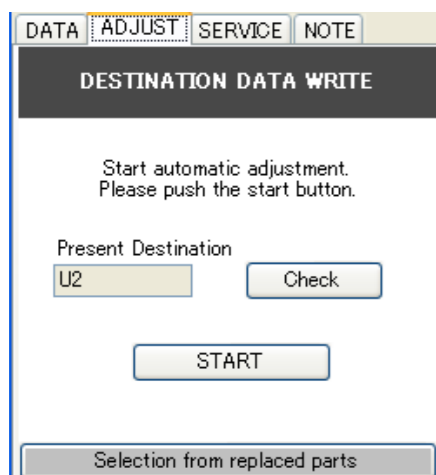 DATA ADJUST SERVICE NOTE
DESTINATION DATA WRITE
Start automatic adjustment.
Please push the start button.
Present Destination
U2 Check
START
Selection from replaced parts